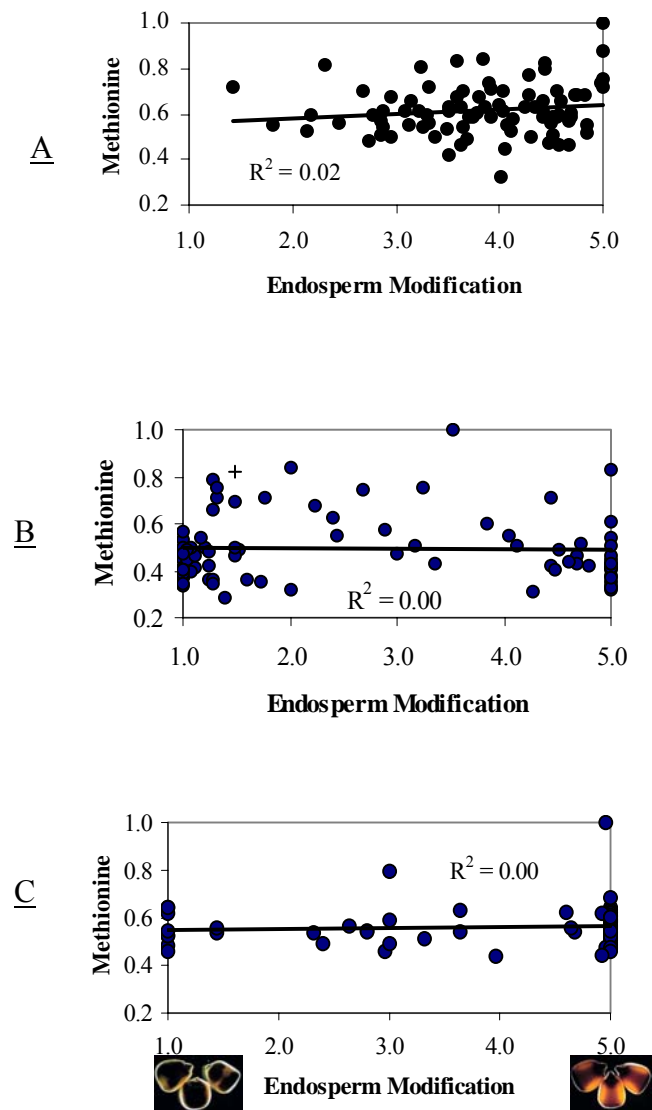 A
Methionine
1.0
0.8
0.6
0.4
0.2
R² = 0.02
1.0 2.0 3.0 4.0 5.0
Endosperm Modification
B
Methionine
1.0
0.8
0.6
0.4
0.2
R² = 0.00
1.0 2.0 3.0 4.0 5.0
Endosperm Modification
C
Methionine
1.0
0.8
0.6
0.4
0.2
R² = 0.00
1.0 2.0 3.0 4.0 5.0
Endosperm Modification